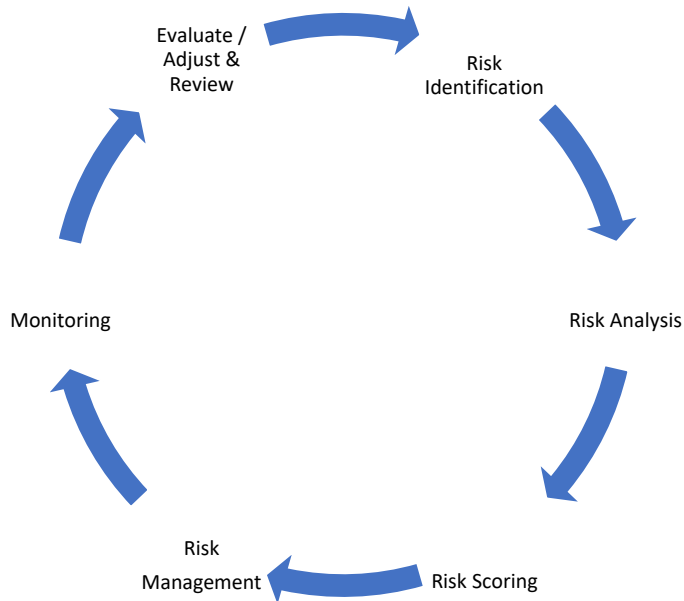 Evaluate /
Adjust &
Review
Risk
Identification
Risk Analysis
Risk Scoring
Risk
Management
Monitoring